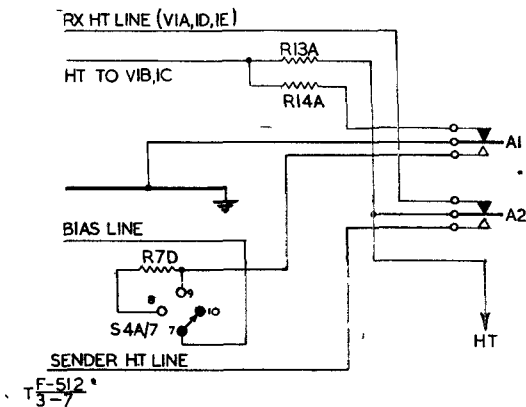 RX HT LINE (VIA,ID,IE)
R13A
HT TO VIB,IC
R14A
A1
A2
BIAS LINE
R7D
8
9
10
S4A/7
7
HT
SENDER HT LINE
T F-512
3-7